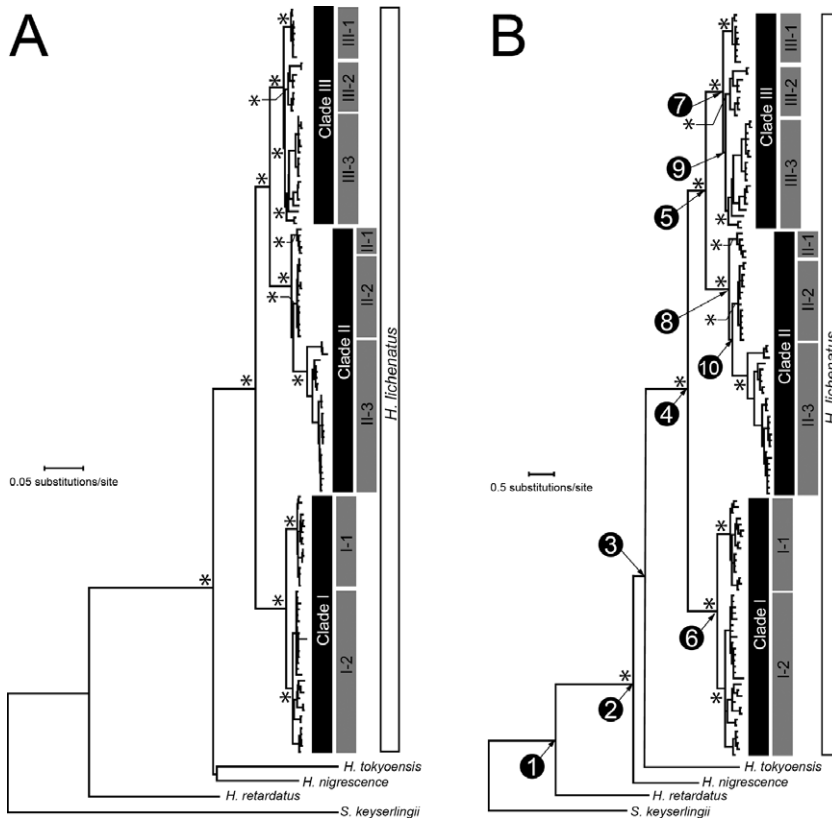 A
Clade III
III-1
III-2
III-3
Clade II
II-1
II-2
II-3
Clade I
I-1
I-2
H. lichenatus
0.05 substitutions/site
H. tokyoensis
H. nigrescence
H. retardatus
S. keyserlingii
B
Clade III
III-1
III-2
III-3
Clade II
II-1
II-2
II-3
Clade I
I-1
I-2
H. lichenatus
7
9
5
8
10
4
3
6
2
1
0.5 substitutions/site
H. tokyoensis
H. nigrescence
H. retardatus
S. keyserlingii